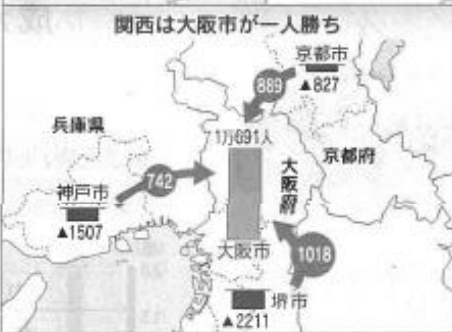 関西は大阪市が一人勝ち
京都市
889
▲827
兵庫県
1万691人
京都府
742
大阪府
神戸市
▲1507
大阪市
1018
堺市
▲2211